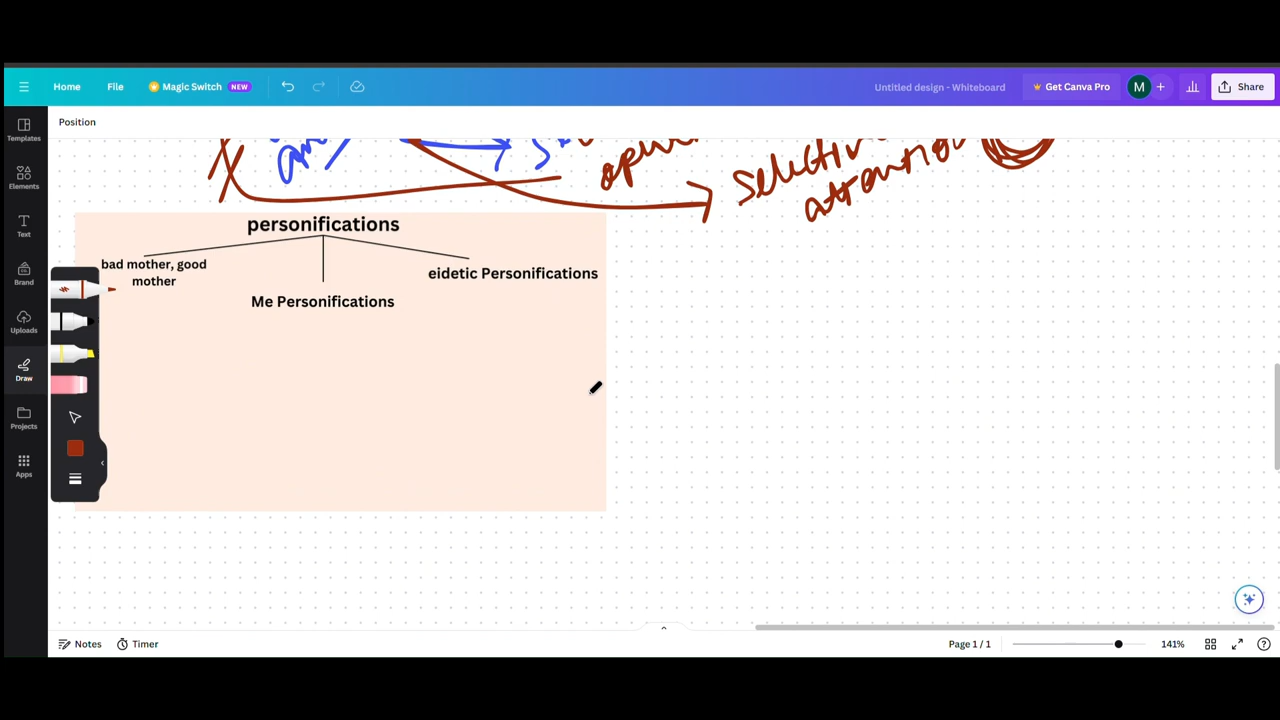 Home File Magic Switch NEW Untitled design - Whiteboard Get Canva Pro M + Share
Position
Templates
Elements
Text
Brand
Uploads
Draw
Projects
Apps
selective
attention
personifications
bad mother, good
mother
eidetic Personifications
Me Personifications
Notes Timer Page 1 / 1 141% ?